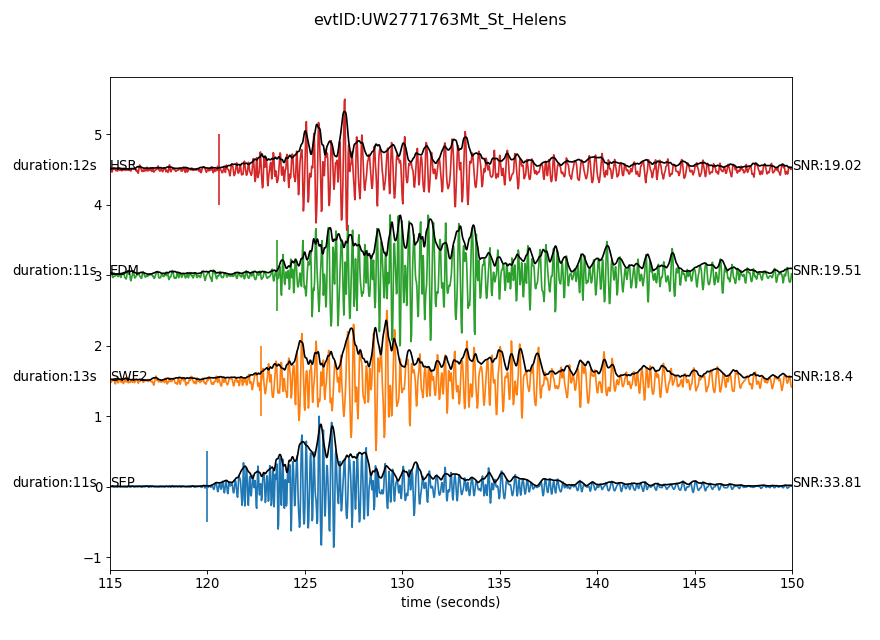 evtID:UW2771763Mt_St_Helens
5
duration:12s HSR SNR:19.02
4
duration:11s EDM SNR:19.51
3
2
duration:13s SWF2 SNR:18.4
1
duration:11s SEP SNR:33.81
0
−1
115 120 125 130 135 140 145 150
time (seconds)